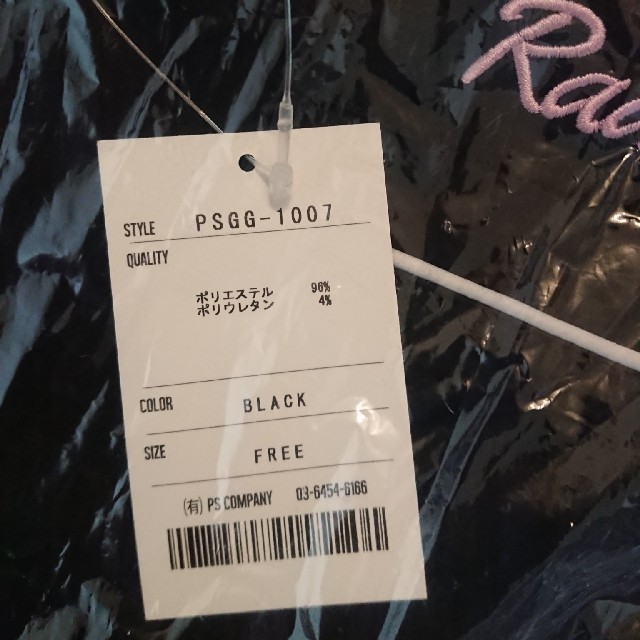 Ra
STYLE PSGG-1007
QUALITY
ポリエステル 96%
ポリウレタン 4%
COLOR BLACK
SIZE FREE
(有) PS COMPANY 03-6454-6166